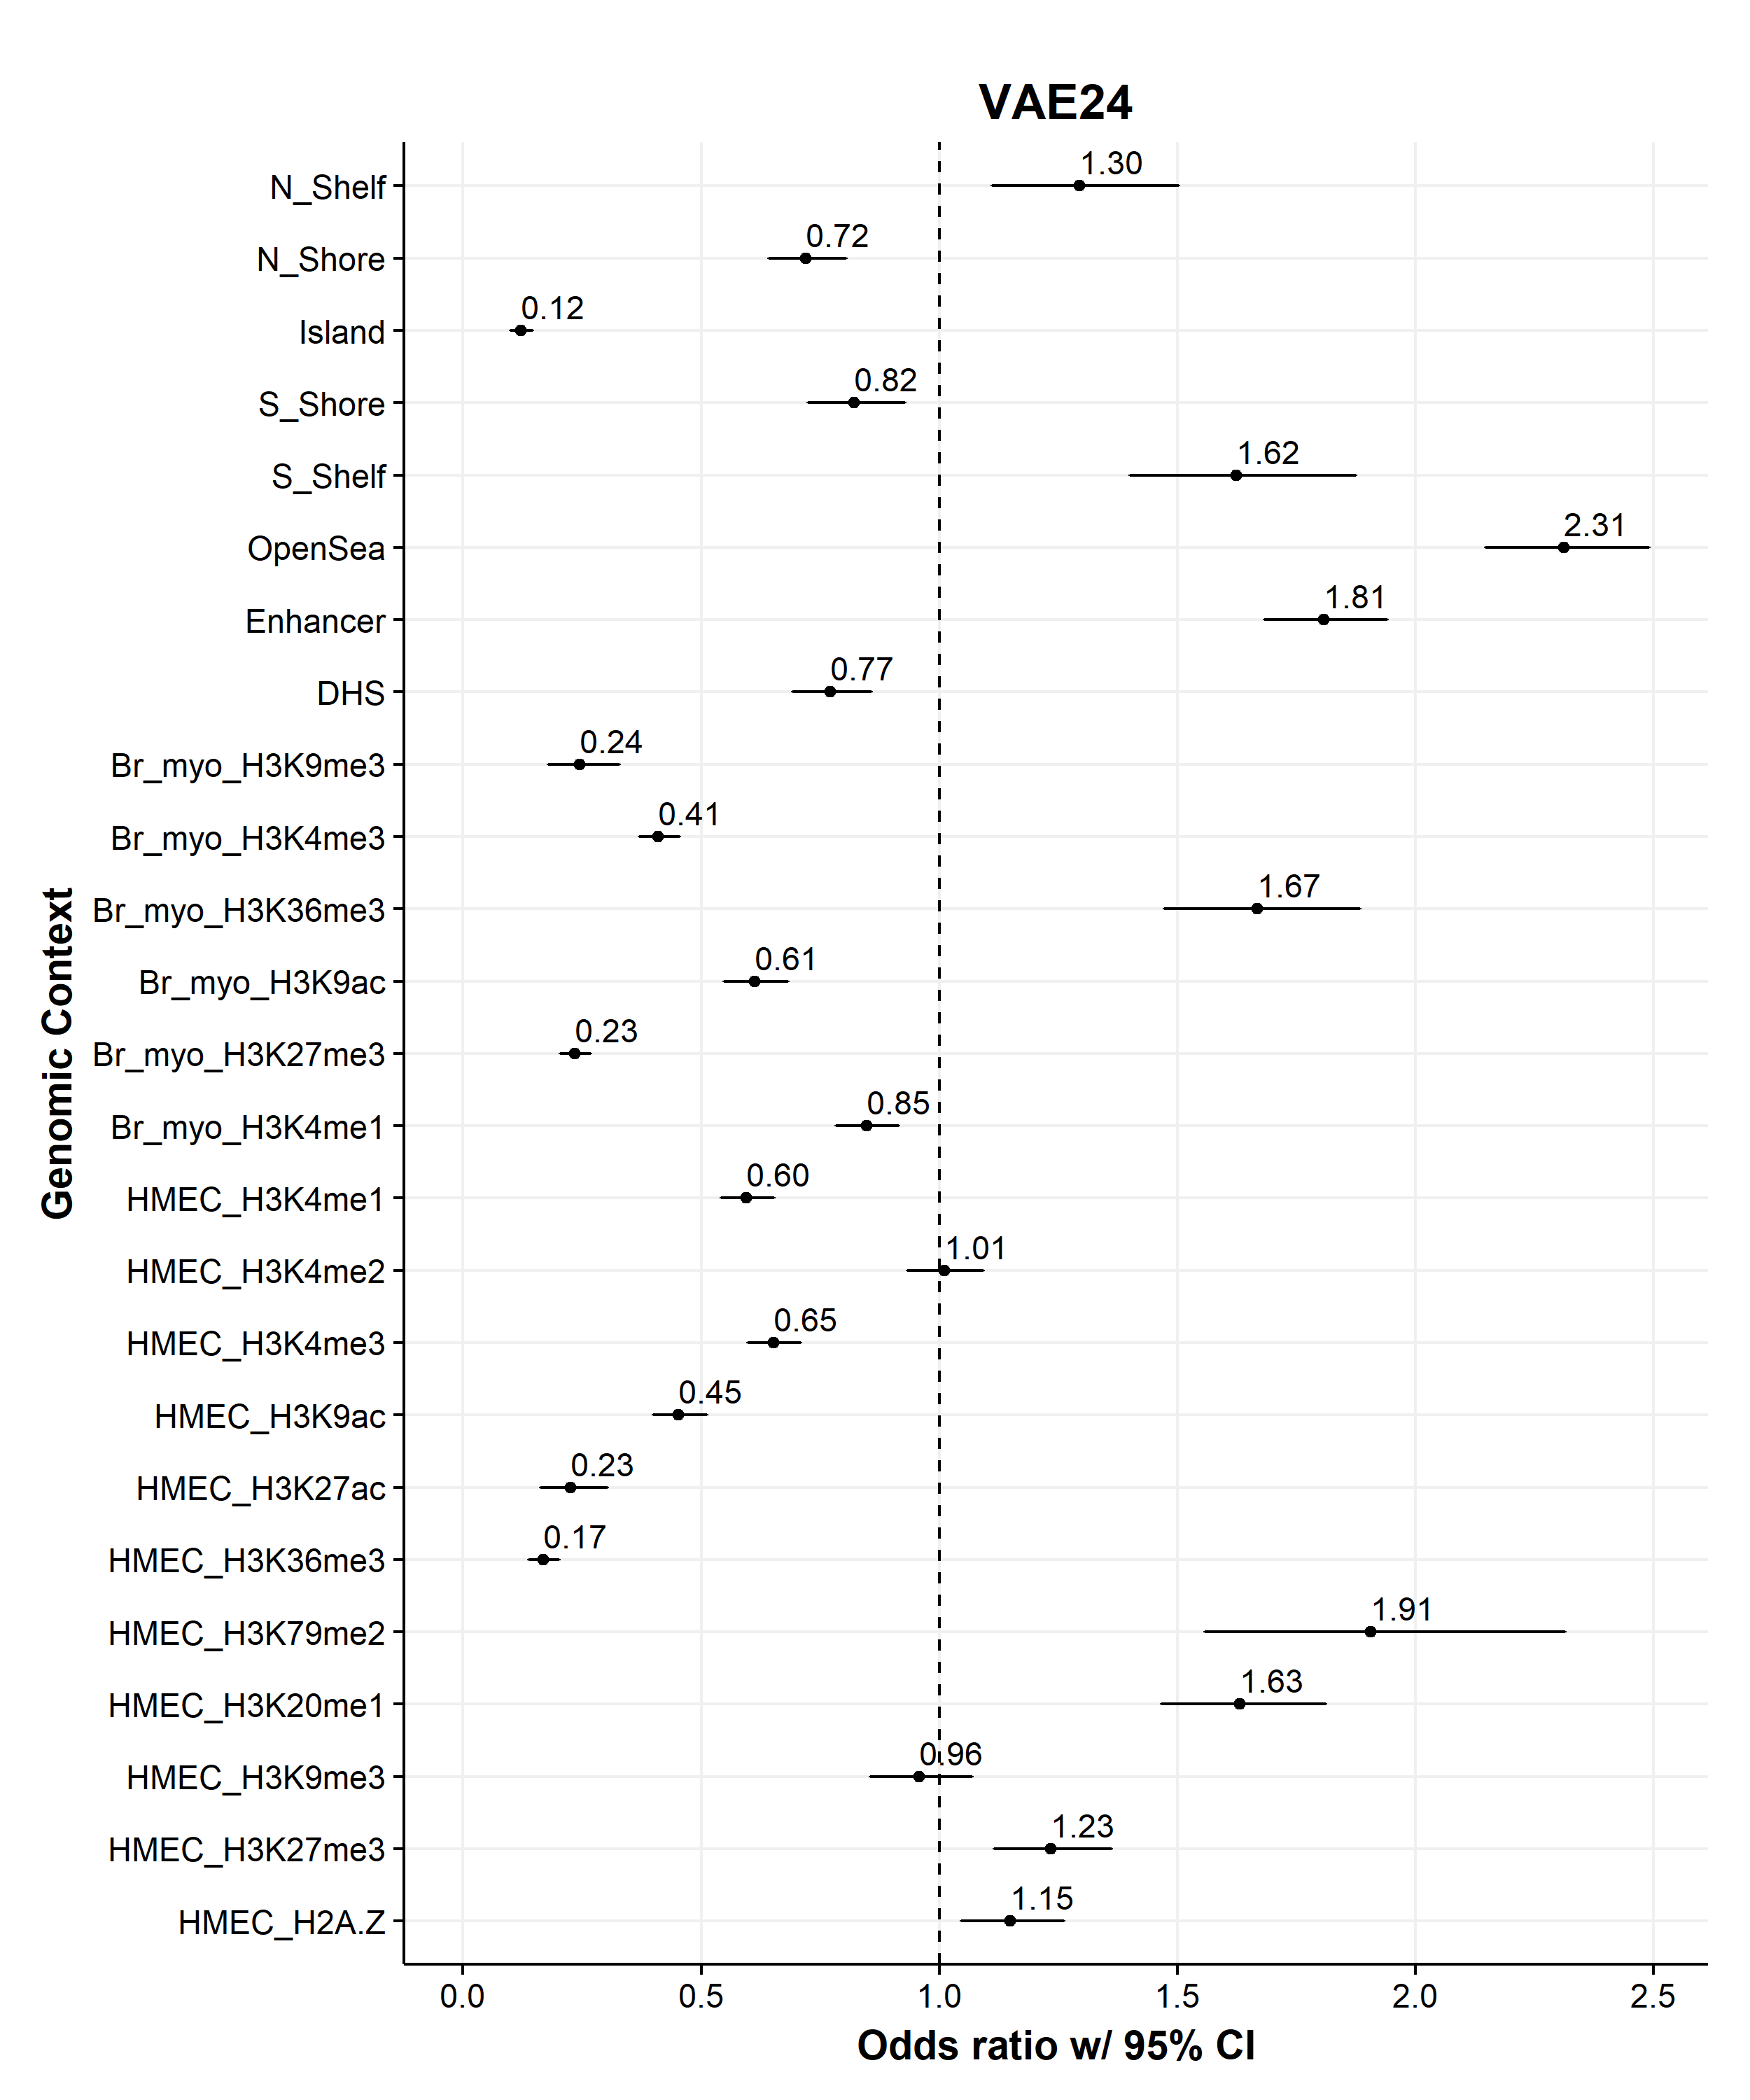 VAE24
N_Shelf 1.30
N_Shore 0.72
Island 0.12
S_Shore 0.82
S_Shelf 1.62
OpenSea 2.31
Enhancer 1.81
DHS 0.77
Br_myo_H3K9me3 0.24
Br_myo_H3K4me3 0.41
Br_myo_H3K36me3 1.67
Br_myo_H3K9ac 0.61
Br_myo_H3K27me3 0.23
Br_myo_H3K4me1 0.85
HMEC_H3K4me1 0.60
HMEC_H3K4me2 1.01
HMEC_H3K4me3 0.65
HMEC_H3K9ac 0.45
HMEC_H3K27ac 0.23
HMEC_H3K36me3 0.17
HMEC_H3K79me2 1.91
HMEC_H3K20me1 1.63
HMEC_H3K9me3 0.96
HMEC_H3K27me3 1.23
HMEC_H2A.Z 1.15
Genomic Context
0.0 0.5 1.0 1.5 2.0 2.5
Odds ratio w/ 95% CI